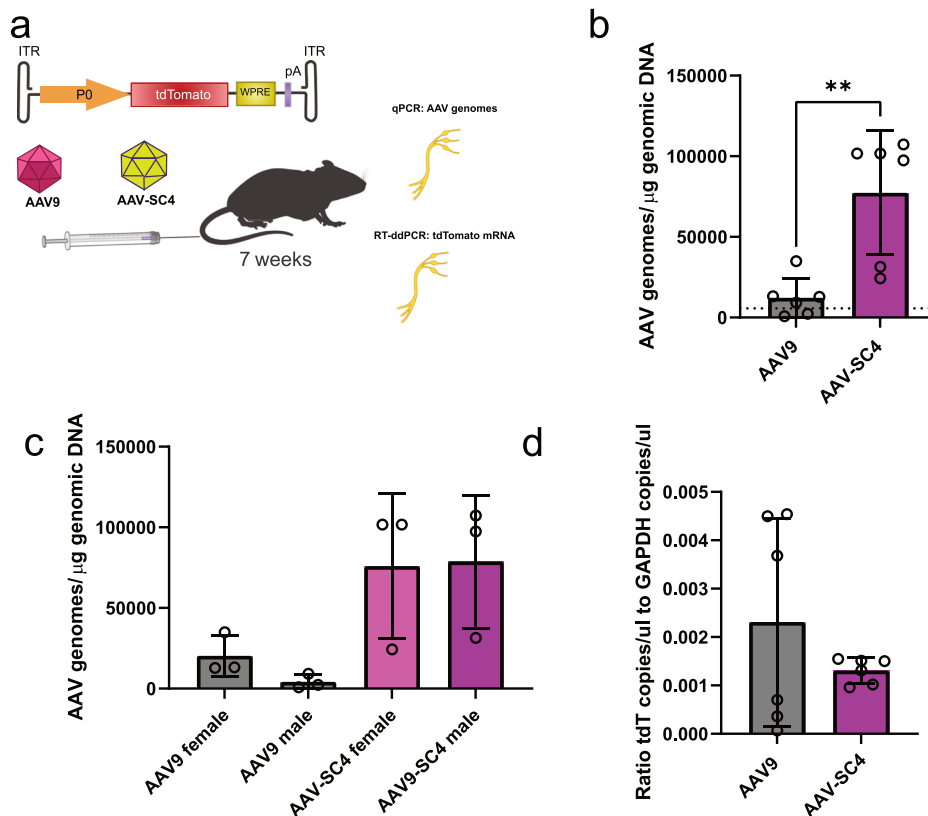 a
ITR
ITR
pA
P0
tdTomato
WPRE
AAV9
AAV-SC4
7 weeks
qPCR: AAV genomes
RT-ddPCR: tdTomato mRNA
b
AAV genomes/ μg genomic DNA
150000
100000
50000
0
**
AAV9
AAV-SC4
c
AAV genomes/ μg genomic DNA
150000
100000
50000
0
AAV9 female
AAV9 male
AAV-SC4 female
AAV9-SC4 male
d
Ratio tdT copies/ul to GAPDH copies/ul
0.005
0.004
0.003
0.002
0.001
0.000
AAV9
AAV-SC4